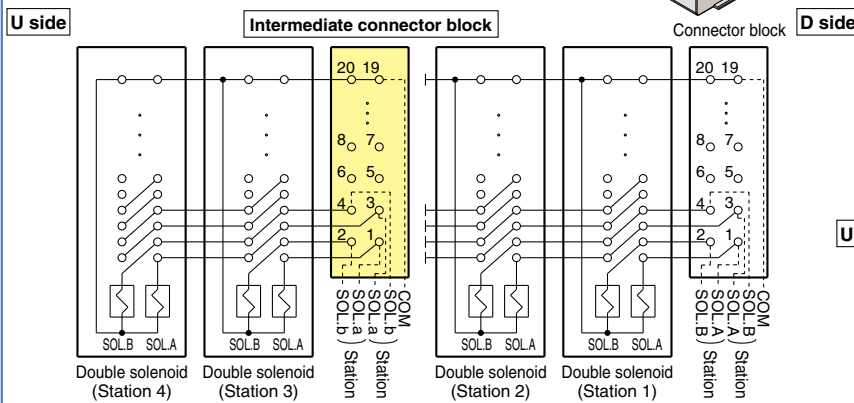 U side
Intermediate connector block
Connector block
D side
20 19
20 19
8 7
8 7
6 5
6 5
4 3
4 3
2 1
2 1
U
SOL.B SOL.A
SOL.B SOL.A
SOL.b
SOL.a
SOL.a
SOL.b
COM
SOL.B SOL.A
SOL.B SOL.A
SOL.B
SOL.A
SOL.A
SOL.B
COM
Station
Station
Station
Station
Double solenoid
(Station 4)
Double solenoid
(Station 3)
Double solenoid
(Station 2)
Double solenoid
(Station 1)